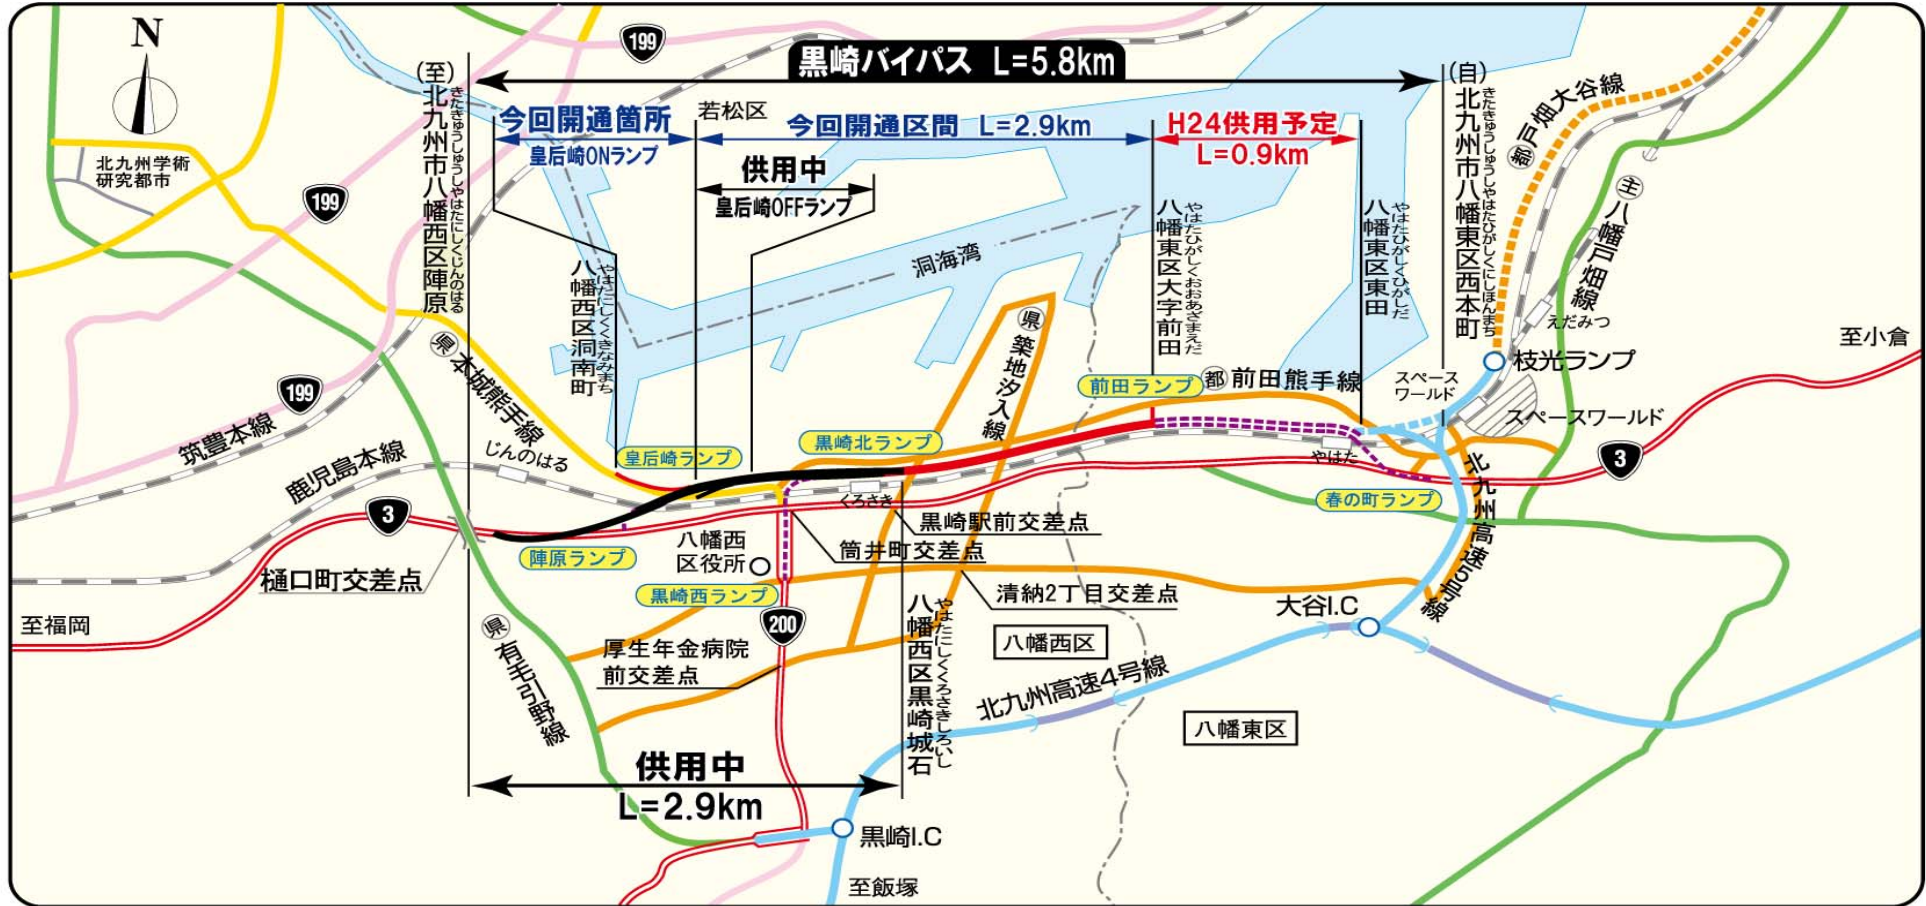 N
199
黒崎バイパス L=5.8km
(至)
北九州市八幡西区陣原
きたきゅうしゅうしやはたにしくじんのはる
(自)
北九州市八幡東区西本町
きたきゅうしゅうしやはたひがしくにしほんまち
今回開通箇所
皇后崎ONランプ
若松区
今回開通区間 L=2.9km
H24供用予定
L=0.9km
供用中
皇后崎OFFランプ
都 戸畑大谷線
主 八幡戸畑線
北九州学術
研究都市
199
八幡西区洞南町
やはたにしくくきなみまち
洞海湾
八幡東区大字前田
やはたひがしくおおあざまえだ
八幡東区東田
やはたひがしくひがしだ
えだみつ
至小倉
枝光ランプ
県 本城熊手線
県 築地汐入線
前田ランプ
都 前田熊手線
スペース
ワールド
スペースワールド
199
筑豊本線
鹿児島本線
じんのはる
皇后崎ランプ
黒崎北ランプ
やはた
3
3
くろさき
春の町ランプ
北九州高速5号線
黒崎駅前交差点
筒井町交差点
陣原ランプ
八幡西
区役所
黒崎西ランプ
樋口町交差点
清納2丁目交差点
大谷I.C
至福岡
200
県 有毛引野線
厚生年金病院
前交差点
八幡西区黒崎城石
やはたにしくくろさきしろいし
八幡西区
北九州高速4号線
八幡東区
供用中
L=2.9km
黒崎I.C
至飯塚